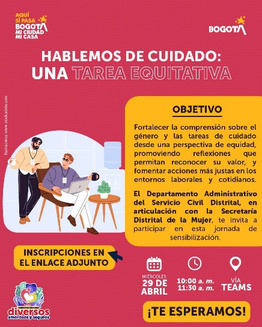 AQUÍ
SÍ PASA
BOGOTÁ
MI CIUDAD
MI CASA
BOGOTÁ
HABLEMOS DE CUIDADO:
UNA TAREA EQUITATIVA
OBJETIVO
Fortalecer la comprensión sobre el
género y las tareas de cuidado
desde una perspectiva de equidad,
promoviendo reflexiones que
permitan reconocer su valor, y
fomentar acciones más justas en los
entornos laborales y cotidianos.
El Departamento Administrativo
del Servicio Civil Distrital, en
articulación con la Secretaría
Distrital de la Mujer, te invita a
participar en esta jornada de
sensibilización.
INSCRIPCIONES EN
EL ENLACE ADJUNTO
MIÉRCOLES
29 DE
ABRIL
10:00 a. m.
11:30 a. m.
VÍA
TEAMS
diversos
amorosos y seguros
¡TE ESPERAMOS!